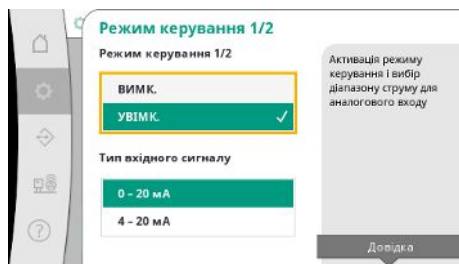 Режим керування 1/2
Режим керування 1/2
ВИМК.
УВІМК.
Тип вхідного сигналу
0 – 20 мА
4 – 20 мА
Активація режиму
керування і вибір
діапазону струму для
аналогового входу
Довідка